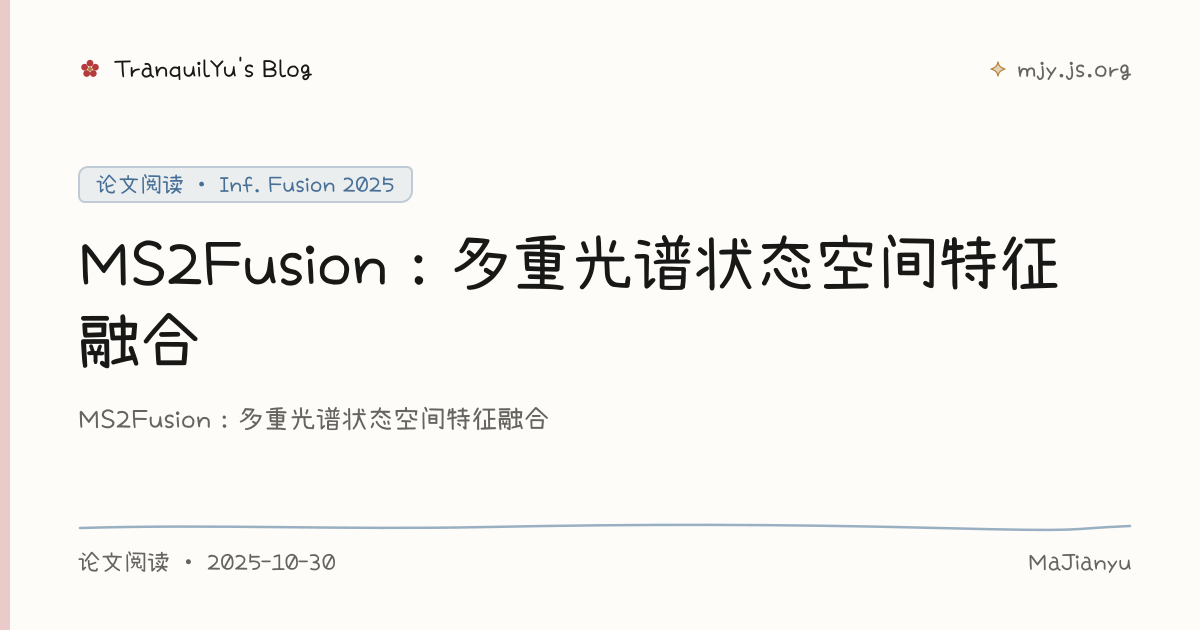 TranquilYu's Blog
mjy.js.org
论文阅读 • Inf. Fusion 2025
MS2Fusion：多重光谱状态空间特征
融合
MS2Fusion：多重光谱状态空间特征融合
论文阅读 • 2025-10-30
MaJianyu